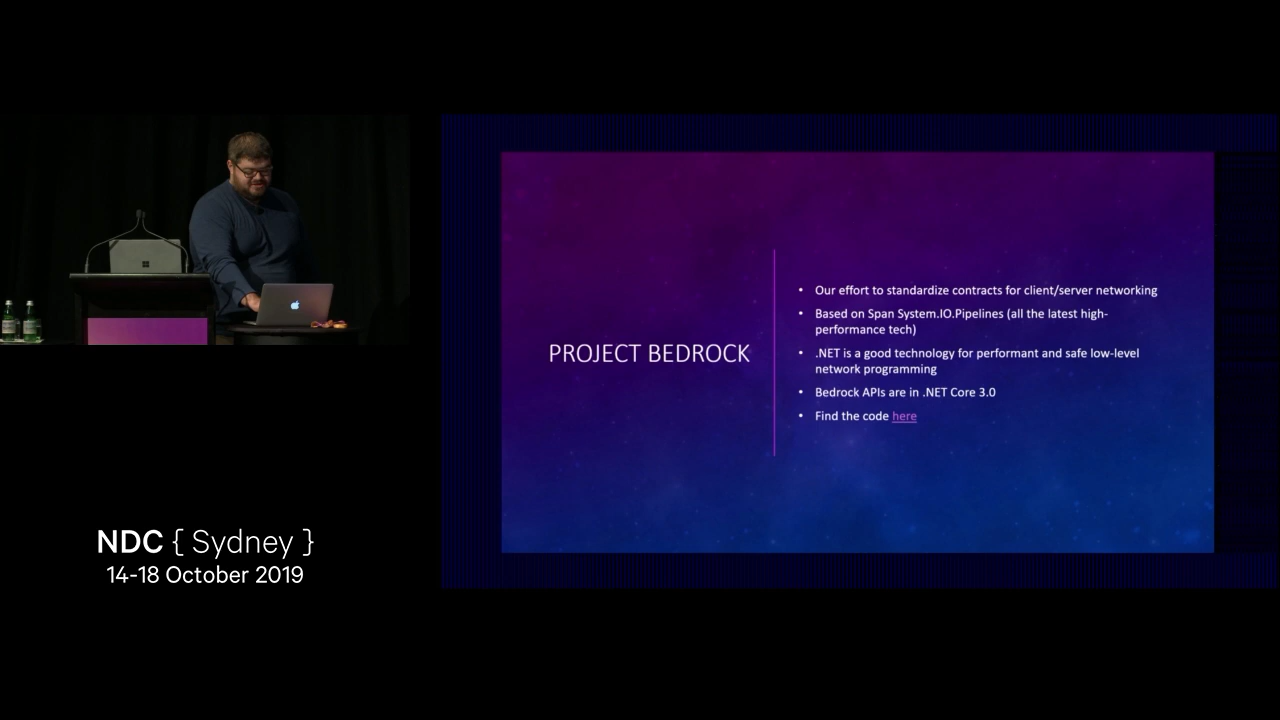 NDC { Sydney }
14-18 October 2019
PROJECT BEDROCK
• Our effort to standardize contracts for client/server networking
• Based on Span System.IO.Pipelines (all the latest high-
performance tech)
• .NET is a good technology for performant and safe low-level
network programming
• Bedrock APIs are in .NET Core 3.0
• Find the code here